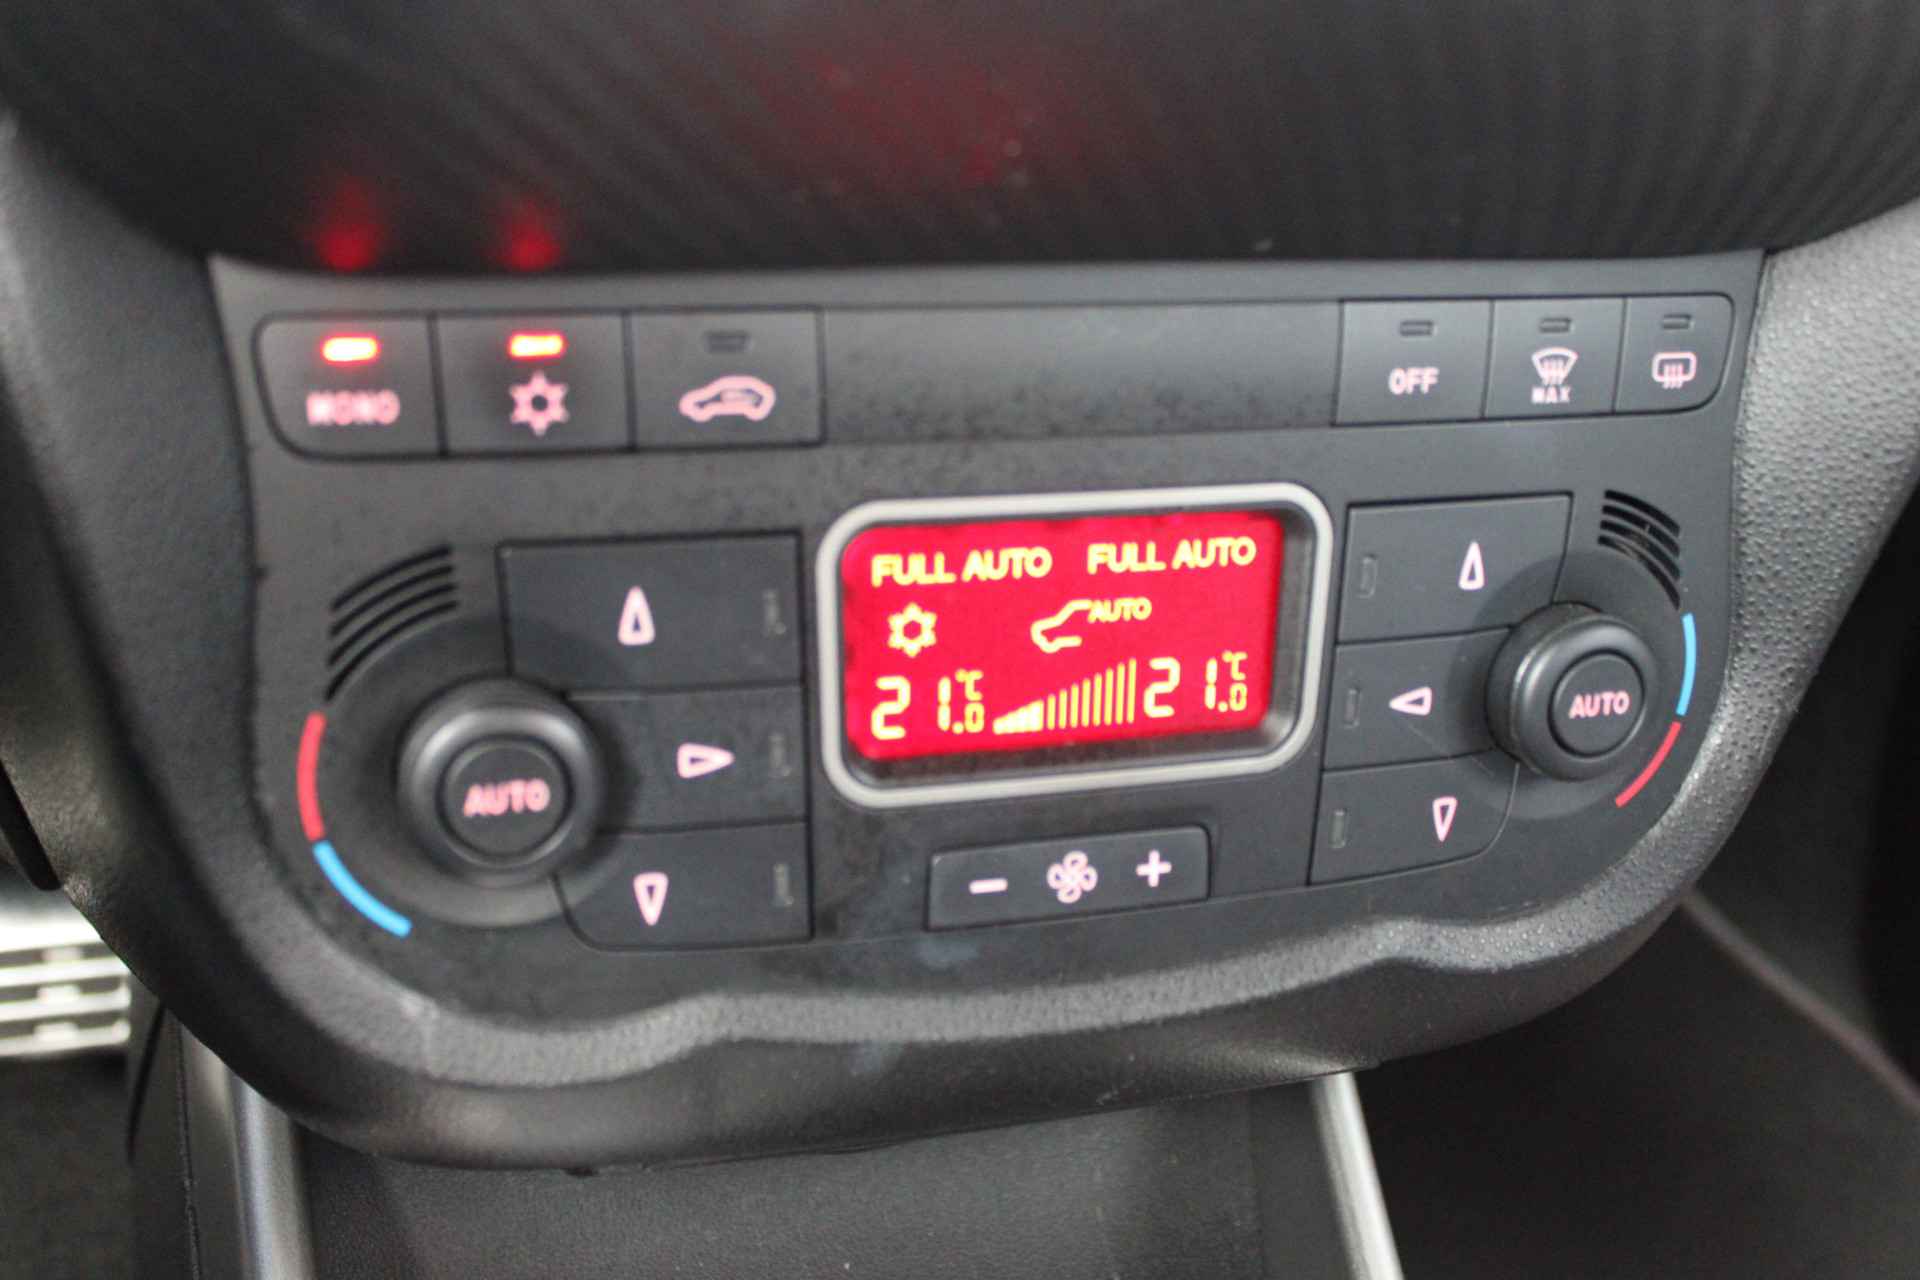 MONO
OFF
MAX
FULL AUTO FULL AUTO
AUTO
21.0 °C 21.0 °C
AUTO
AUTO
- +